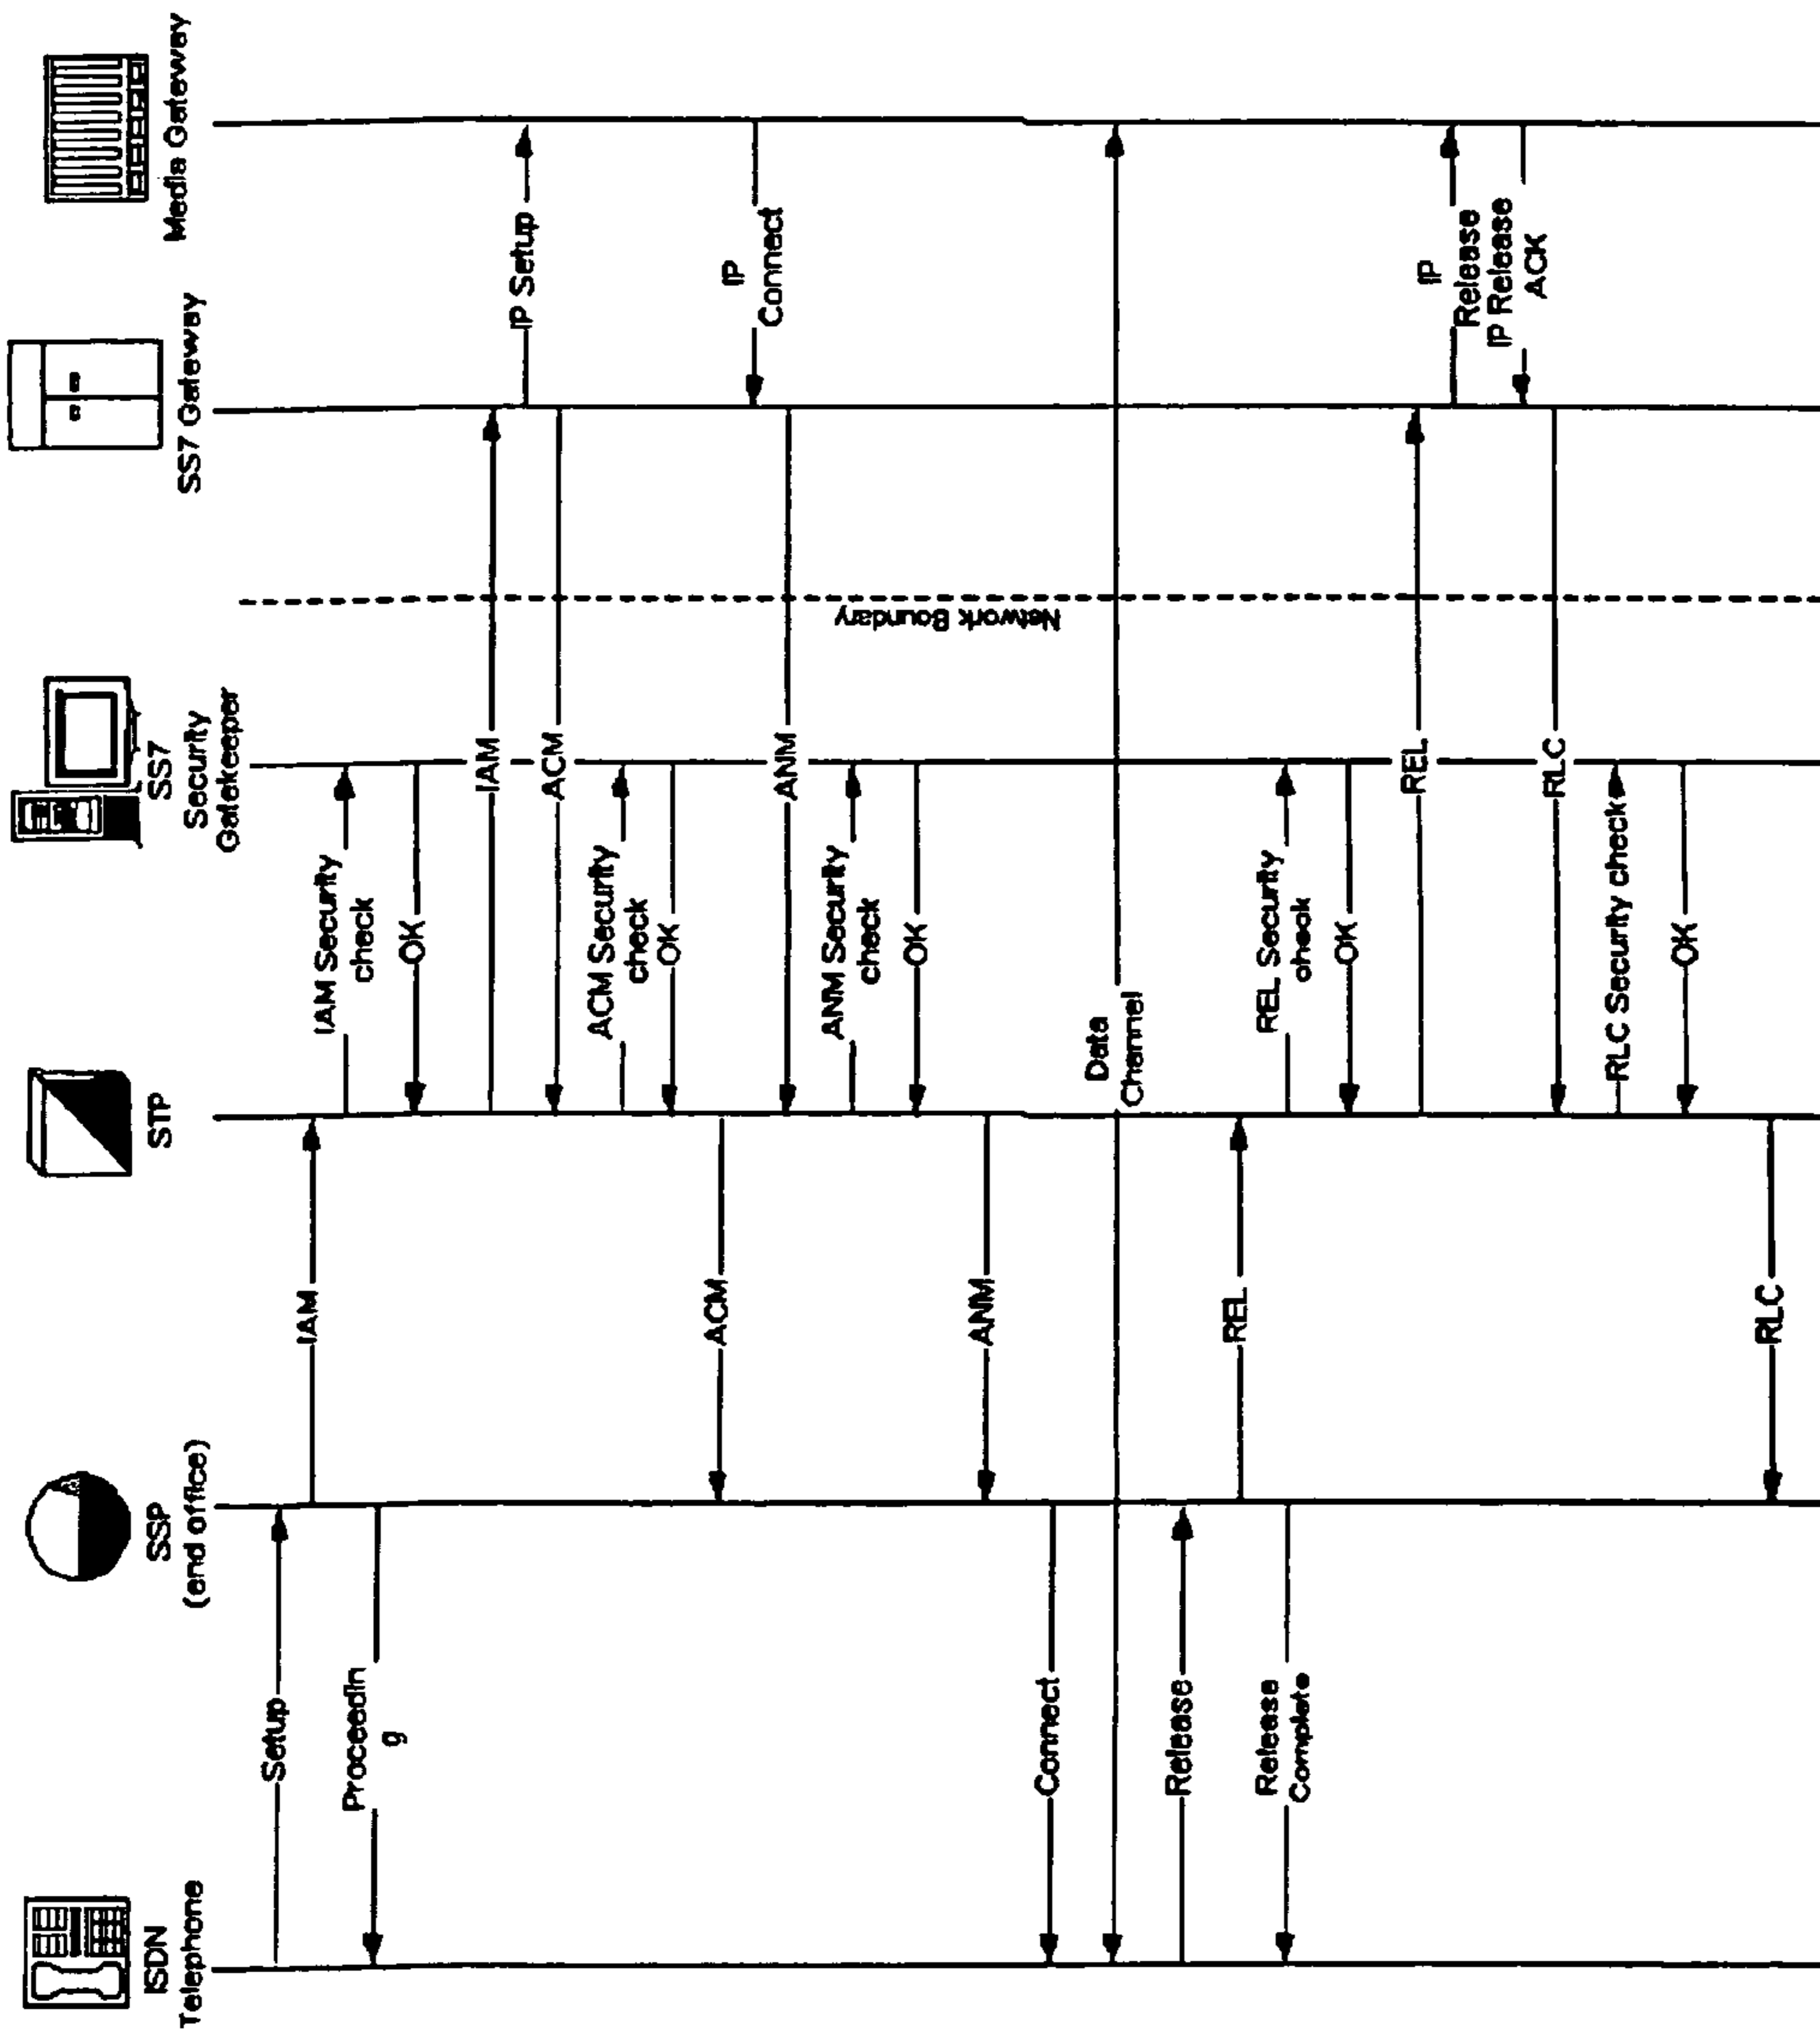 ISDN
Telephone
SSP
(end office)
STP
SS7
Security
Gatekeeper
SS7 Gateway
Media Gateway
Setup
IAM
IAM Security
check
Proceedin
g
OK
IAM
IP Setup
ACM
ACM Security
check
OK
ACM
IP
Connect
ANM
ANM Security
check
OK
ANM
Network Boundary
Connect
Data
Channel
Release
REL
REL Security
check
Release
Complete
OK
REL
IP
Release
IP Release
ACK
RLC
RLC Security check
OK
RLC